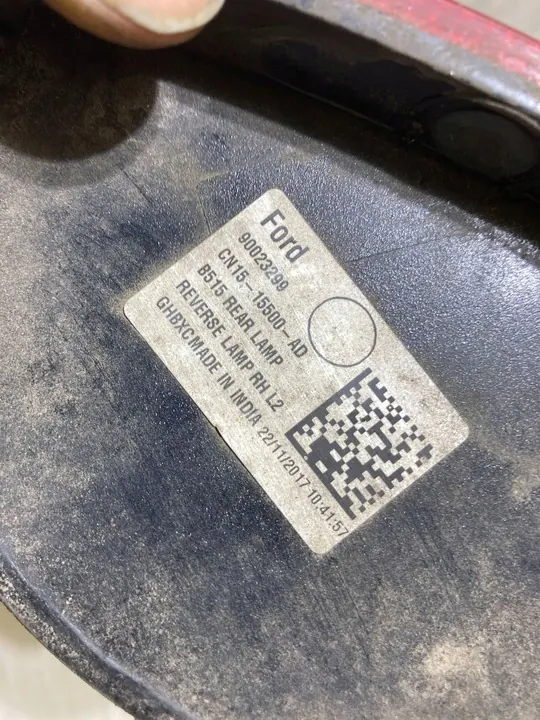 Ford
90023299
CN15-15500-AD
B515 REAR LAMP
REVERSE LAMP RH L2
GHBXCMADE IN INDIA 22/11/2017 10:41:57